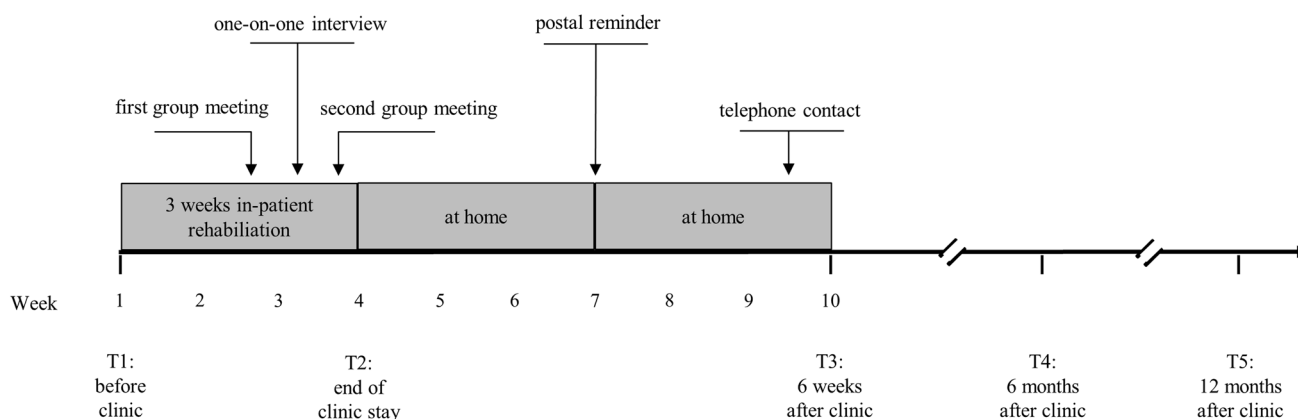 one-on-one interview
postal reminder
first group meeting
second group meeting
telephone contact
3 weeks in-patient
rehabiliation
at home
at home
Week 1 2 3 4 5 6 7 8 9 10
T1:
before
clinic
T2:
end of
clinic stay
T3:
6 weeks
after clinic
T4:
6 months
after clinic
T5:
12 months
after clinic